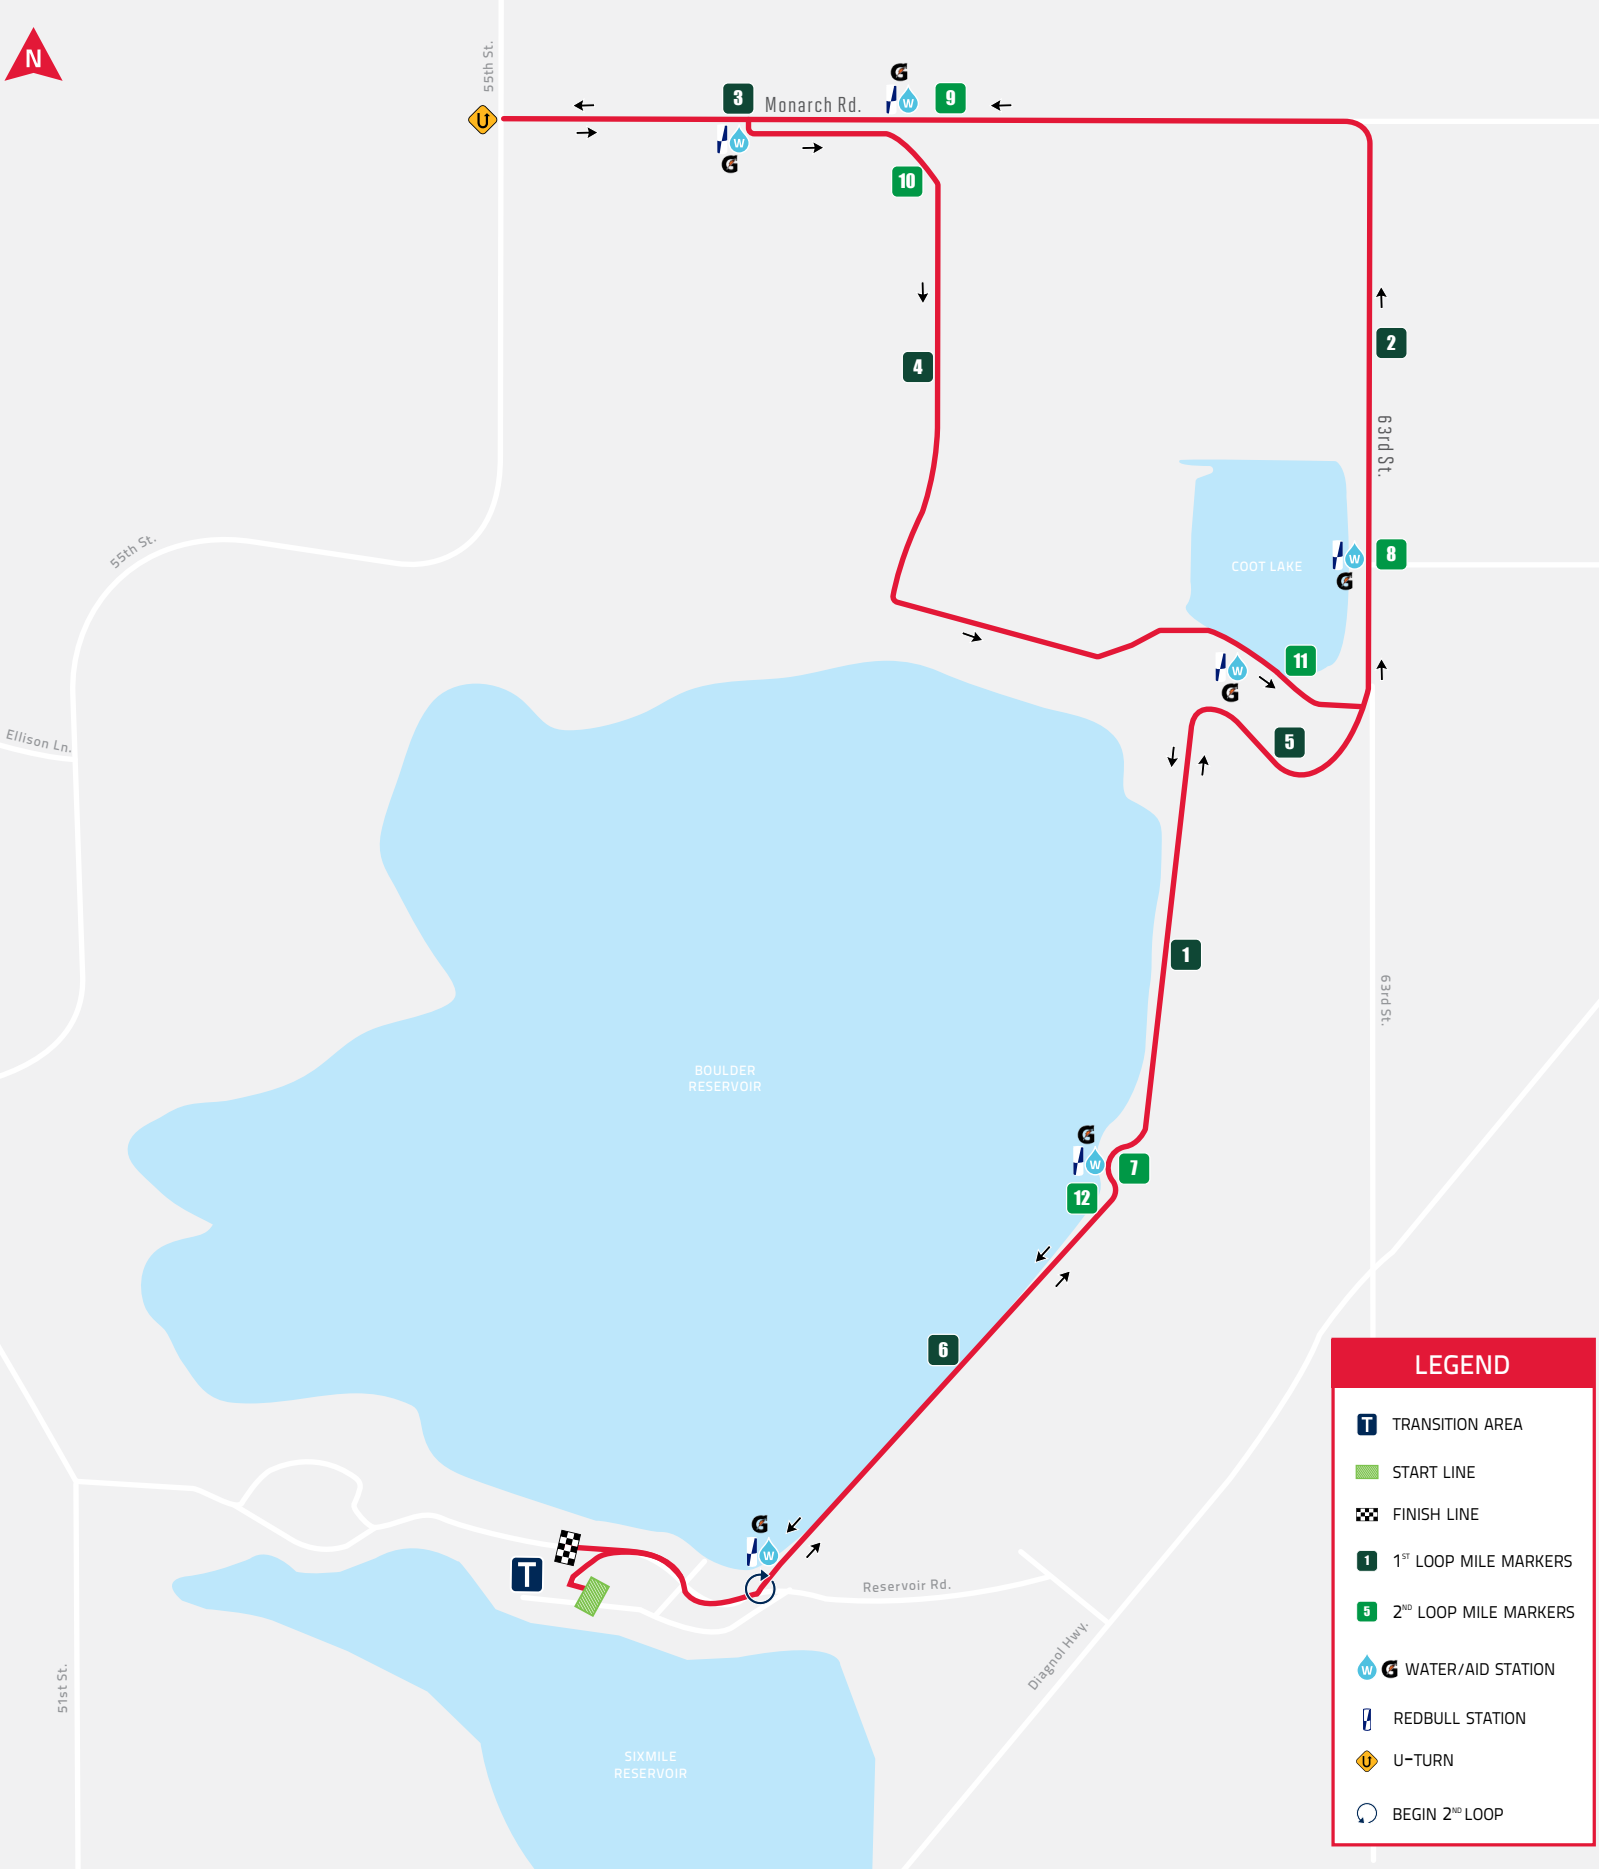 N
55th St.
G
3
Monarch Rd.
W
9
W
G
10
4
2
63rd St.
55th St.
COOT LAKE
W
8
G
11
W
G
5
Ellison Ln.
1
63rd St.
BOULDER
RESERVOIR
G
W
7
12
6
LEGEND
T TRANSITION AREA
START LINE
FINISH LINE
1 1ST LOOP MILE MARKERS
5 2ND LOOP MILE MARKERS
W G WATER/AID STATION
REDBULL STATION
U-TURN
BEGIN 2ND LOOP
G
W
T
Reservoir Rd.
Diagnol Hwy.
51st St.
SIXMILE
RESERVOIR